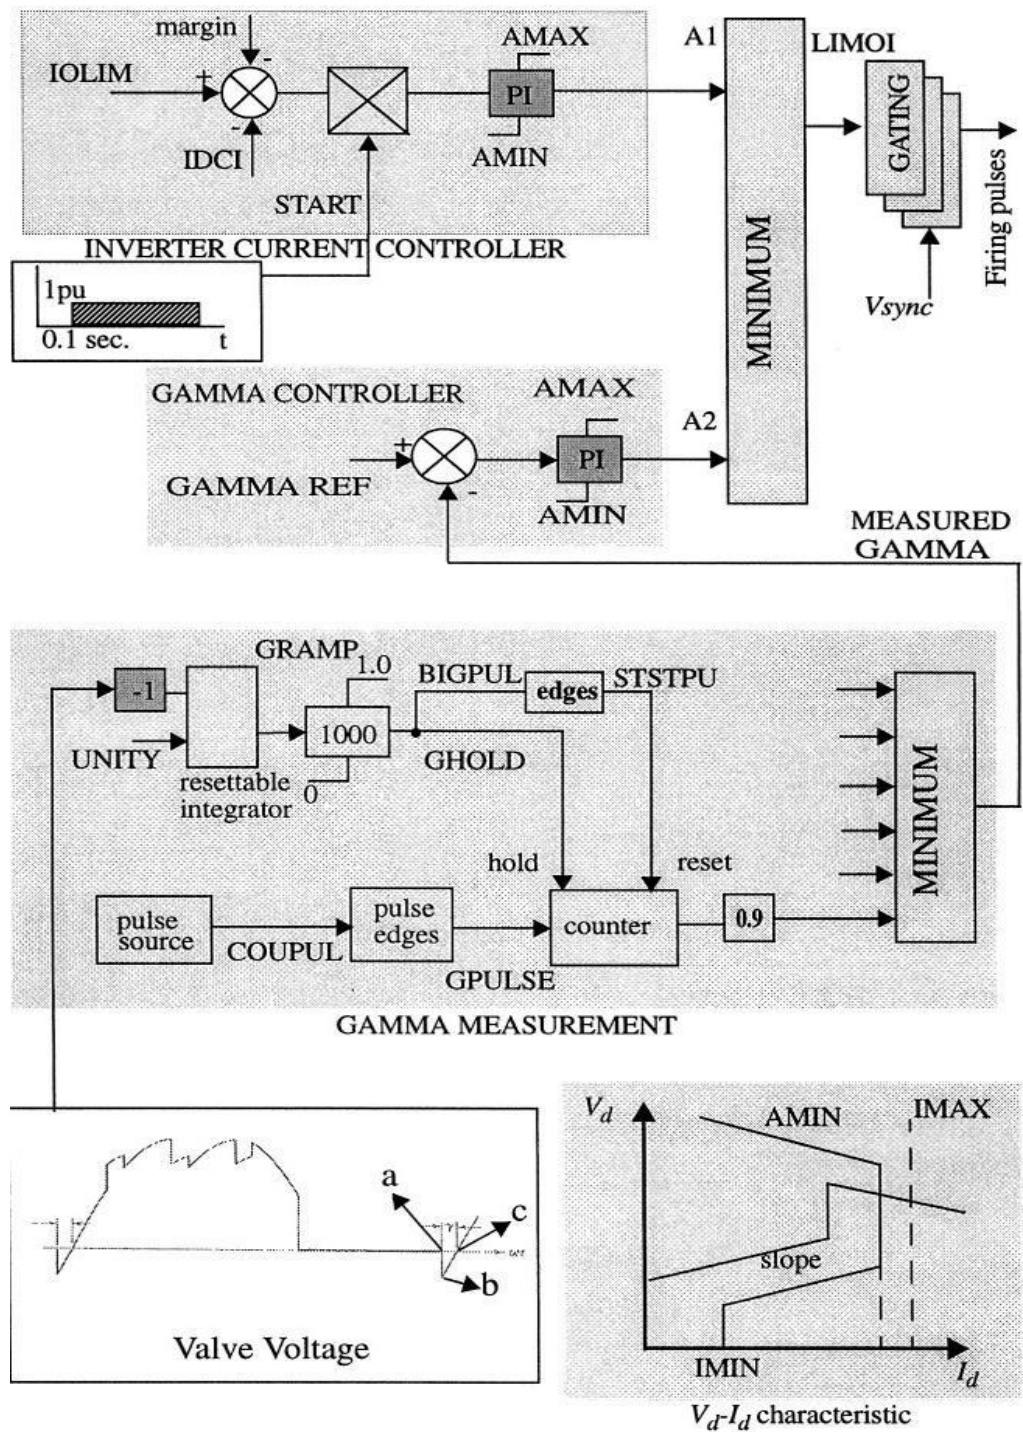 margin
-
IOLIM
+
-
IDCI
START
AMAX
PI
AMIN
INVERTER CURRENT CONTROLLER
1pu
0.1 sec.
t
A1
MINIMUM
LIMOI
GATING
Vsync
Firing pulses
GAMMA CONTROLLER
+
GAMMA REF
-
AMAX
PI
AMIN
A2
MEASURED
GAMMA
-1
UNITY
resettable
integrator
GRAMP
1.0
1000
0
BIGPUL
edges
STSTPU
GHOLD
hold
reset
pulse
source
COUPUL
pulse
edges
GPULSE
counter
0.9
MINIMUM
GAMMA MEASUREMENT
a
γ
c
b
Valve Voltage
Vd
AMIN
IMAX
slope
IMIN
Id
Vd-Id characteristic